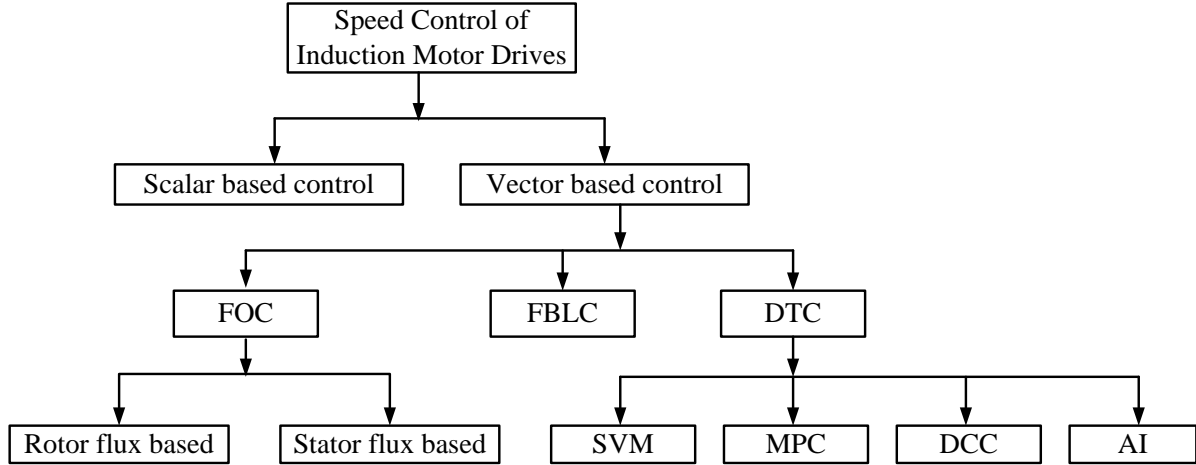 Speed Control of
Induction Motor Drives
Scalar based control
Vector based control
FOC
FBLC
DTC
Rotor flux based
Stator flux based
SVM
MPC
DCC
AI